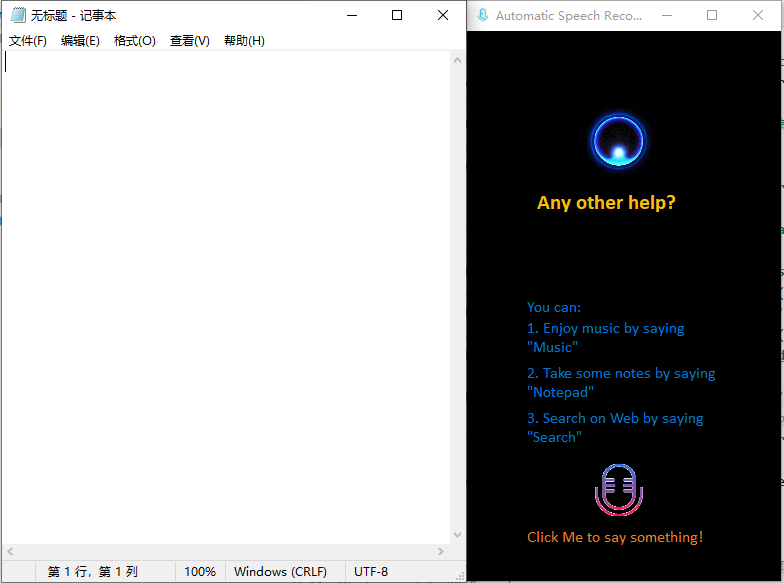 无标题 - 记事本
文件(F) 编辑(E) 格式(O) 查看(V) 帮助(H)
第 1 行，第 1 列 100% Windows (CRLF) UTF-8
Automatic Speech Reco...
Any other help?
You can:
1. Enjoy music by saying
"Music"
2. Take some notes by saying
"Notepad"
3. Search on Web by saying
"Search"
Click Me to say something!